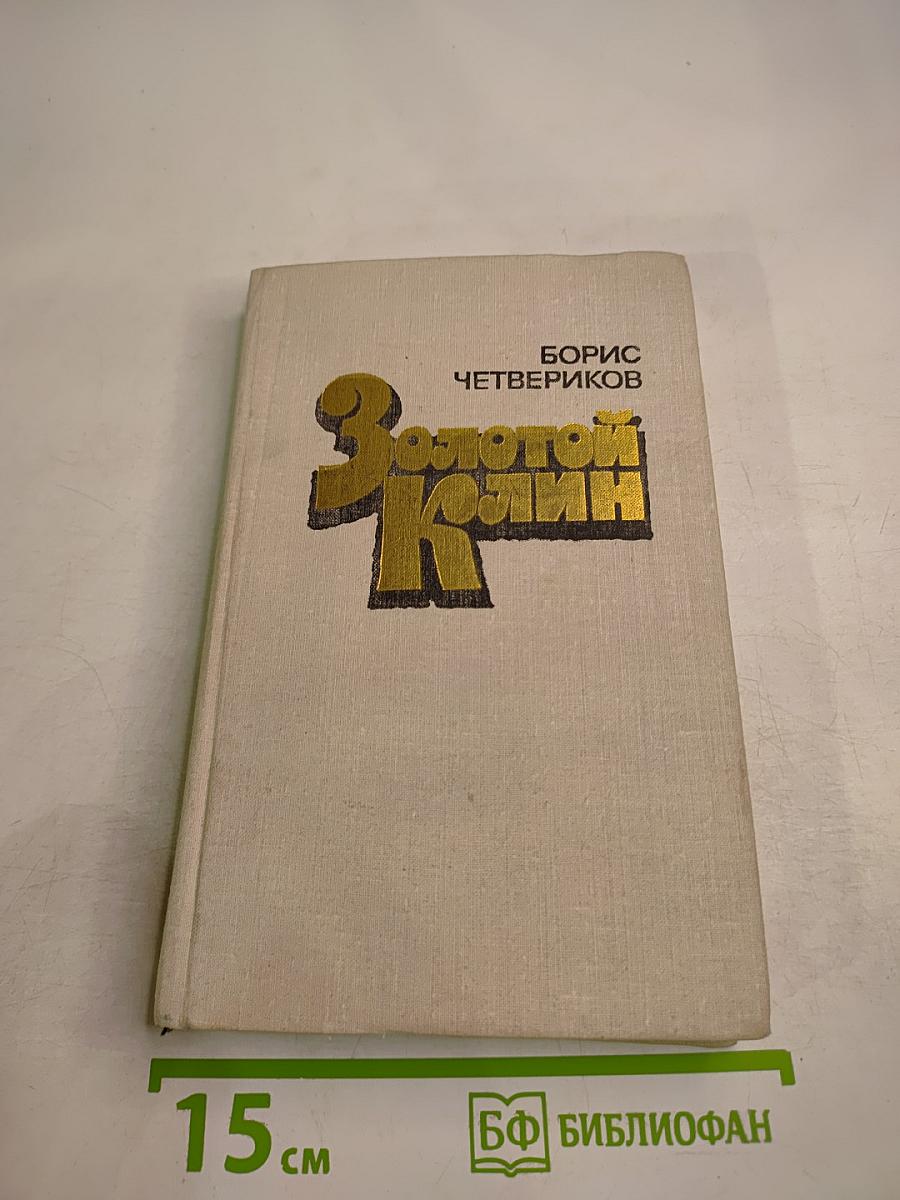 БОРИС
ЧЕТВЕРИКОВ
Золотой
Клин
15 см
БФ БИБЛИОФАН